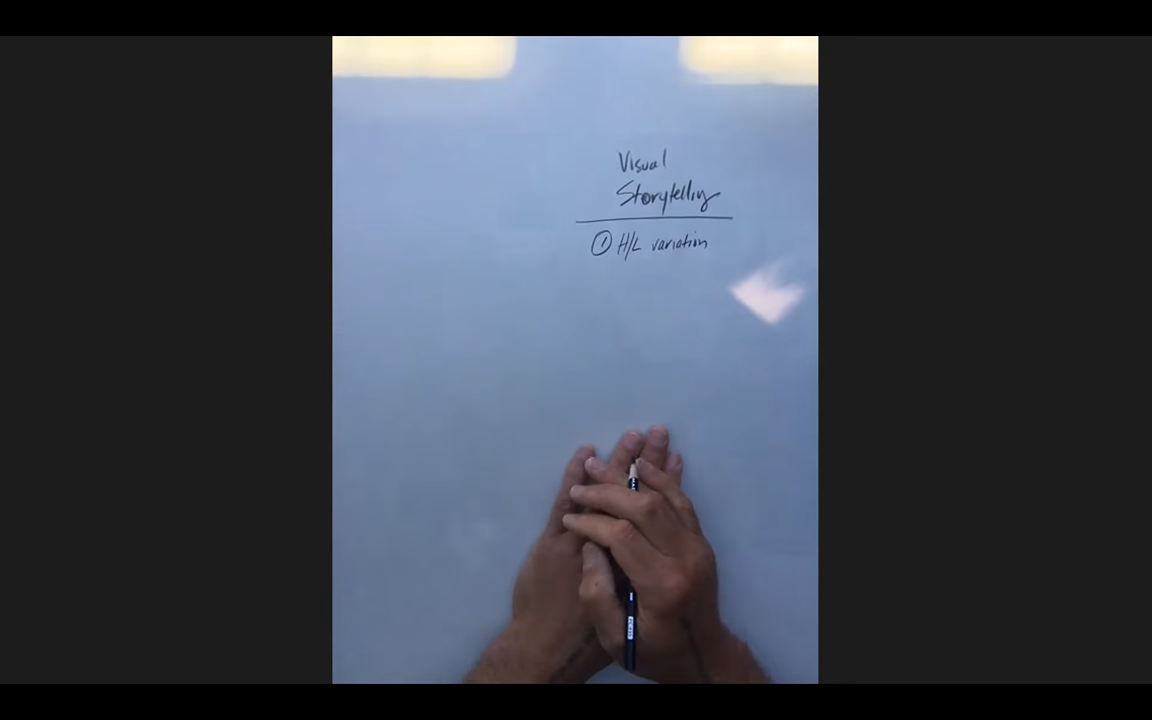 Visual
Storytelling
① H/L variation